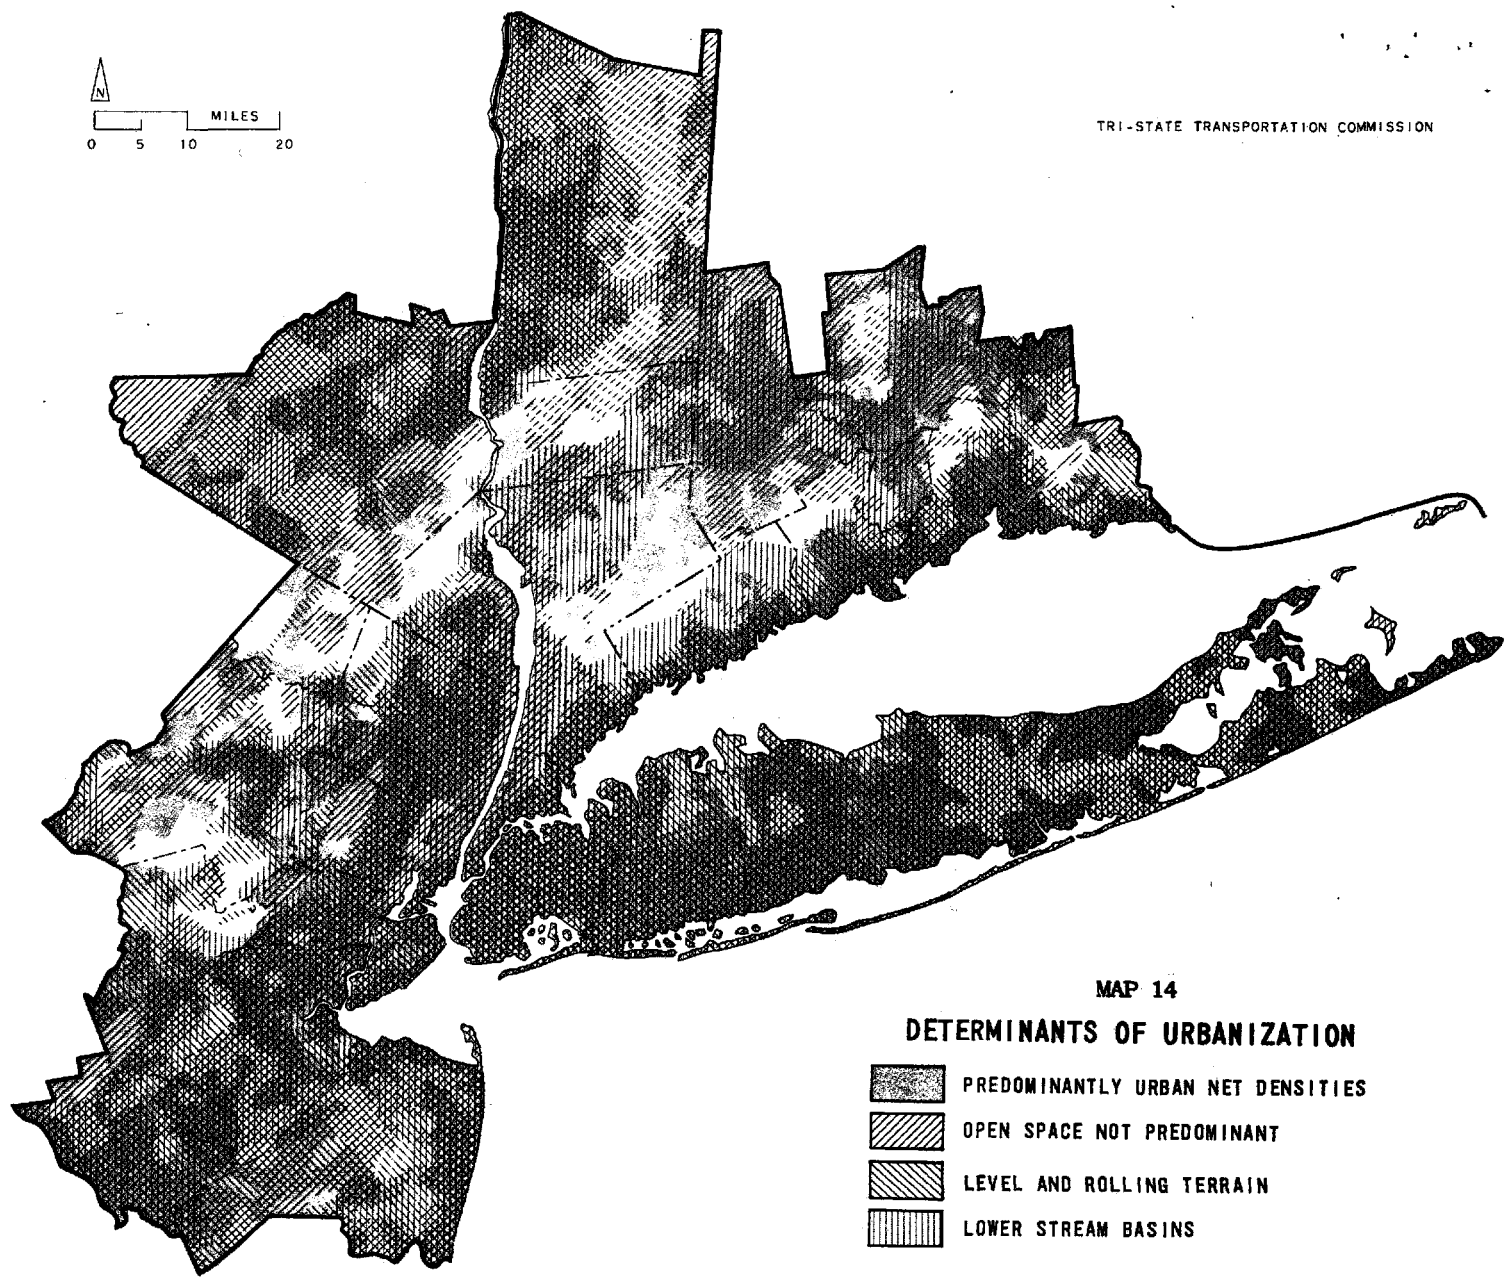 N
MILES
0 5 10 20
TRI-STATE TRANSPORTATION COMMISSION
MAP 14
DETERMINANTS OF URBANIZATION
PREDOMINANTLY URBAN NET DENSITIES
OPEN SPACE NOT PREDOMINANT
LEVEL AND ROLLING TERRAIN
LOWER STREAM BASINS